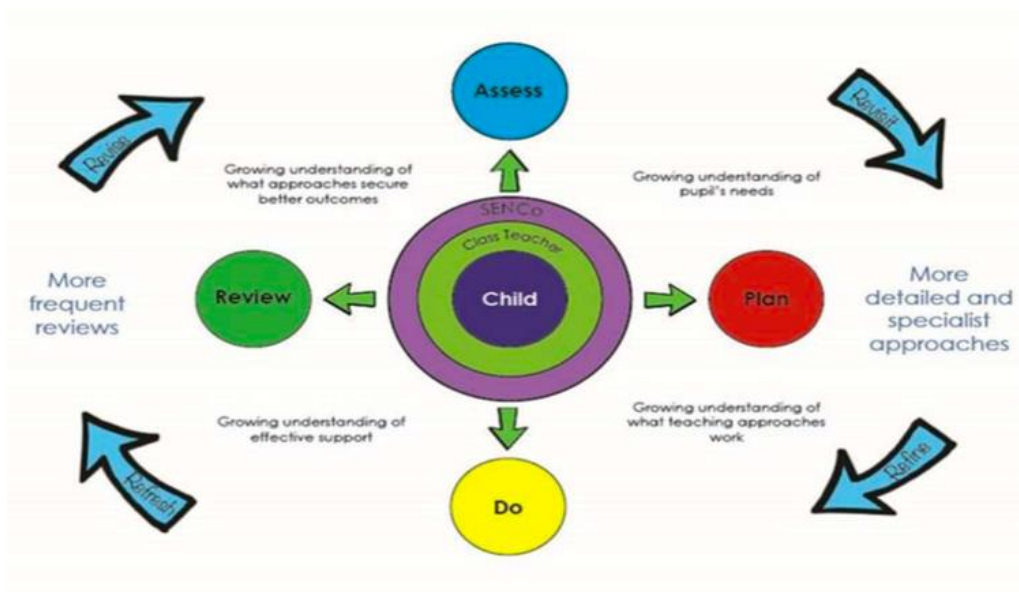 Assess
Revise
Revisit
Growing understanding of
what approaches secure
better outcomes
Growing understanding of
pupil's needs
SENCo
Class Teacher
Child
Review
Plan
More
frequent
reviews
More
detailed and
specialist
approaches
Growing understanding of
effective support
Growing understanding of
what teaching approaches
work
Refresh
Refine
Do